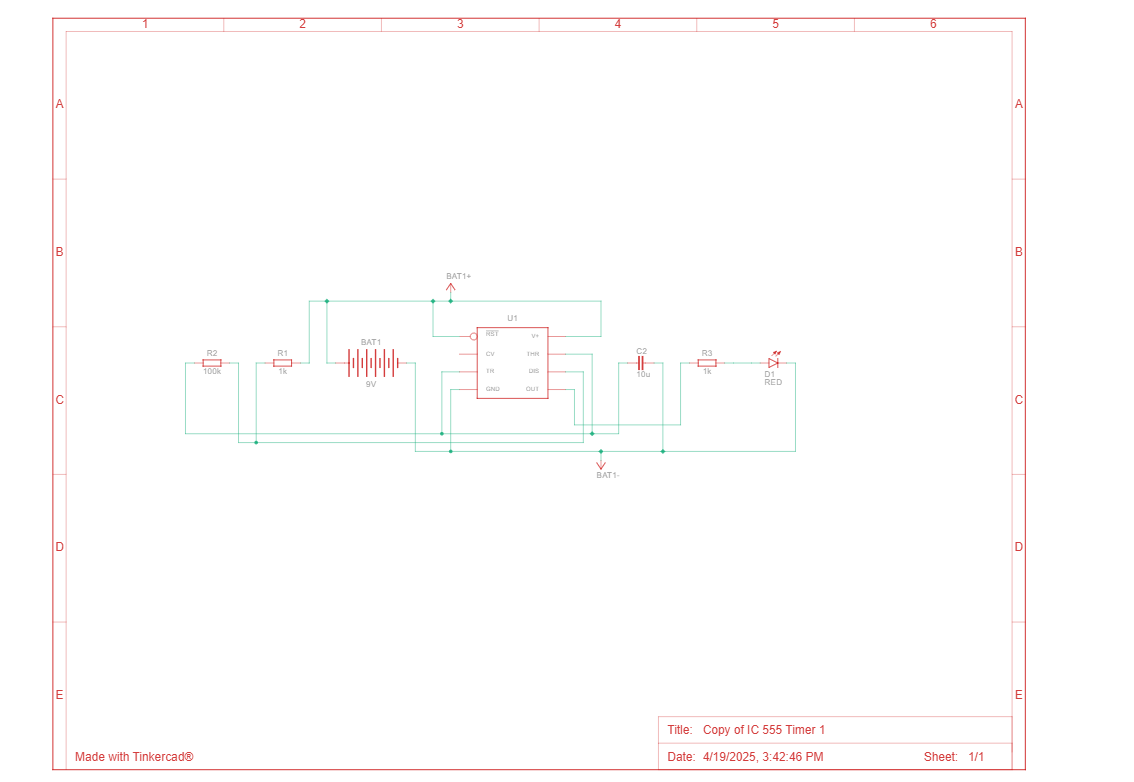 1 2 3 4 5 6
A A
B B
BAT1+
U1
RST V+
BAT1
R2 R1 CV THR C2 R3
100k 1k TR DIS 10u 1k D1
9V RED
GND OUT
C C
BAT1-
D D
E E
Title: Copy of IC 555 Timer 1
Made with Tinkercad® Date: 4/19/2025, 3:42:46 PM Sheet: 1/1